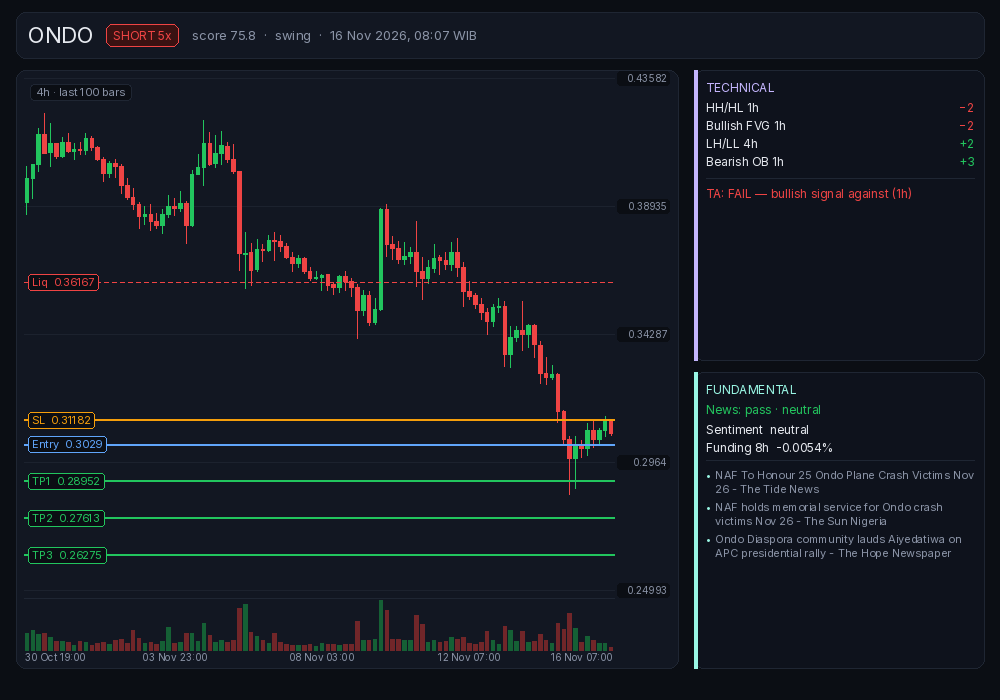 ONDO SHORT 5x score 75.8 · swing · 16 Nov 2026, 08:07 WIB
4h · last 100 bars
0.43582
0.38935
Liq 0.36167
0.34287
SL 0.31182
Entry 0.3029
0.2964
TP1 0.28952
TP2 0.27613
TP3 0.26275
0.24993
30 Oct 19:00 03 Nov 23:00 08 Nov 03:00 12 Nov 07:00 16 Nov 07:00
TECHNICAL
HH/HL 1h −2
Bullish FVG 1h −2
LH/LL 4h +2
Bearish OB 1h +3
TA: FAIL — bullish signal against (1h)
FUNDAMENTAL
News: pass · neutral
Sentiment neutral
Funding 8h -0.0054%
• NAF To Honour 25 Ondo Plane Crash Victims Nov
26 - The Tide News
• NAF holds memorial service for Ondo crash
victims Nov 26 - The Sun Nigeria
• Ondo Diaspora community lauds Aiyedatiwa on
APC presidential rally - The Hope Newspaper